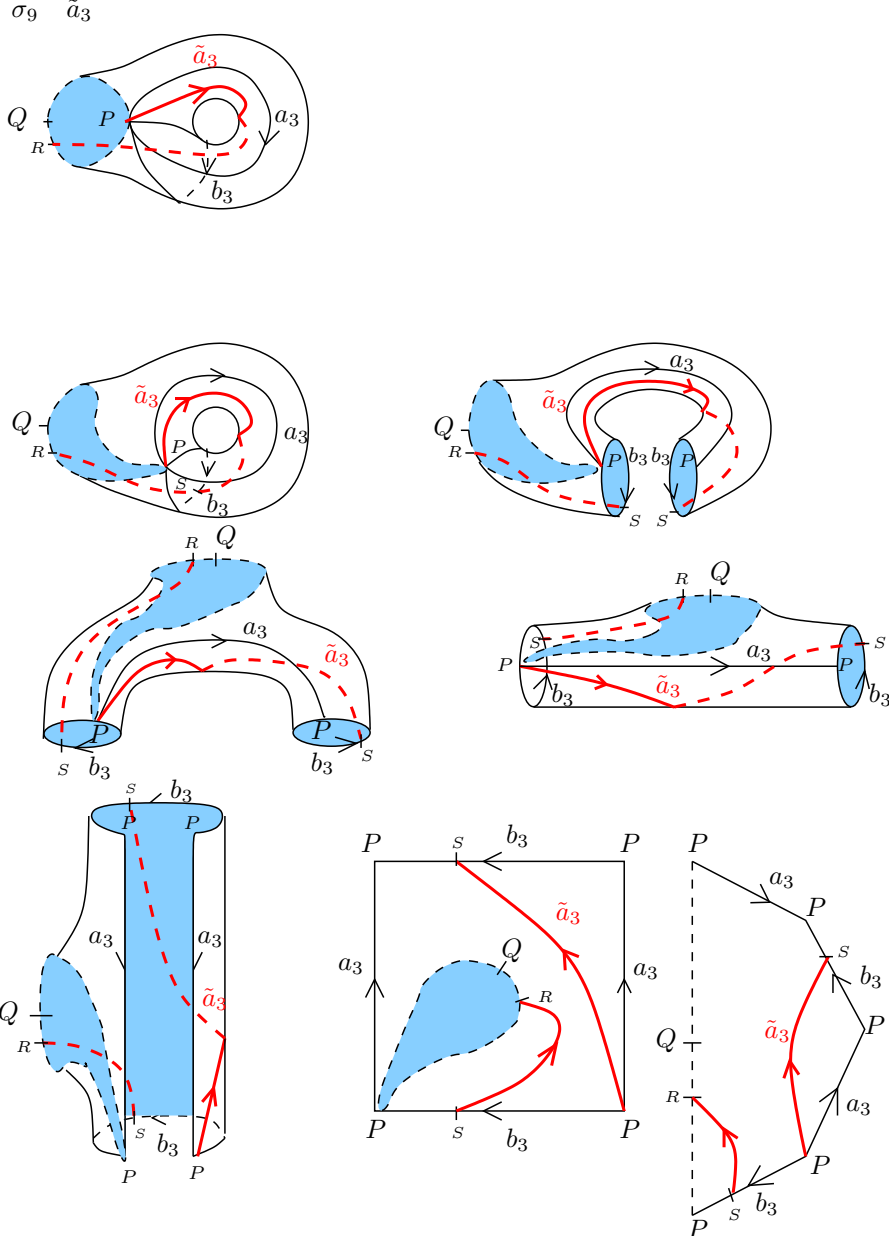 σ₉ ã₃
ã₃
Q P a₃
R
b₃
ã₃
Q P a₃
R
S
b₃
a₃
ã₃
Q
R P b₃ b₃ P
S S
R Q
a₃ ã₃
P P
S b₃ b₃ S
R Q
S a₃ S
P P
b₃ ã₃ b₃
S b₃
P P
a₃ a₃
Q ã₃
R
S b₃
P P
P S b₃ P
ã₃
a₃ Q a₃
R
P S b₃ P
P
a₃
P
S
b₃
Q ã₃ P
R a₃
P
b₃
P S